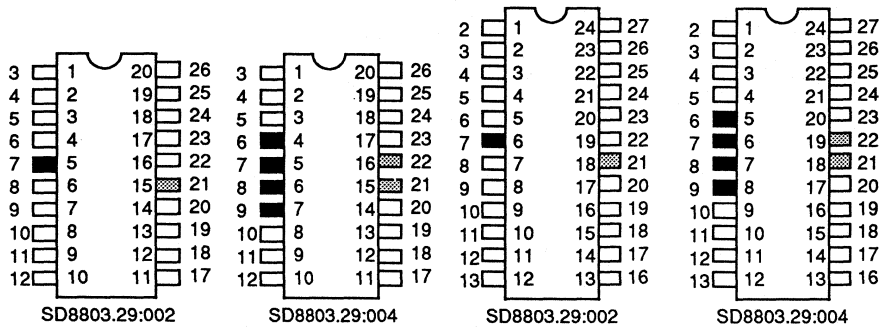 3 1 20 26
4 2 19 25
5 3 18 24
6 4 17 23
7 5 16 22
8 6 15 21
9 7 14 20
10 8 13 19
11 9 12 18
12 10 11 17
SD8803.29:002
3 1 20 26
4 2 19 25
5 3 18 24
6 4 17 23
7 5 16 22
8 6 15 21
9 7 14 20
10 8 13 19
11 9 12 18
12 10 11 17
SD8803.29:004
2 1 24 27
3 2 23 26
4 3 22 25
5 4 21 24
6 5 20 23
7 6 19 22
8 7 18 21
9 8 17 20
10 9 16 19
11 10 15 18
12 11 14 17
13 12 13 16
SD8803.29:002
2 1 24 27
3 2 23 26
4 3 22 25
5 4 21 24
6 5 20 23
7 6 19 22
8 7 18 21
9 8 17 20
10 9 16 19
11 10 15 18
12 11 14 17
13 12 13 16
SD8803.29:004